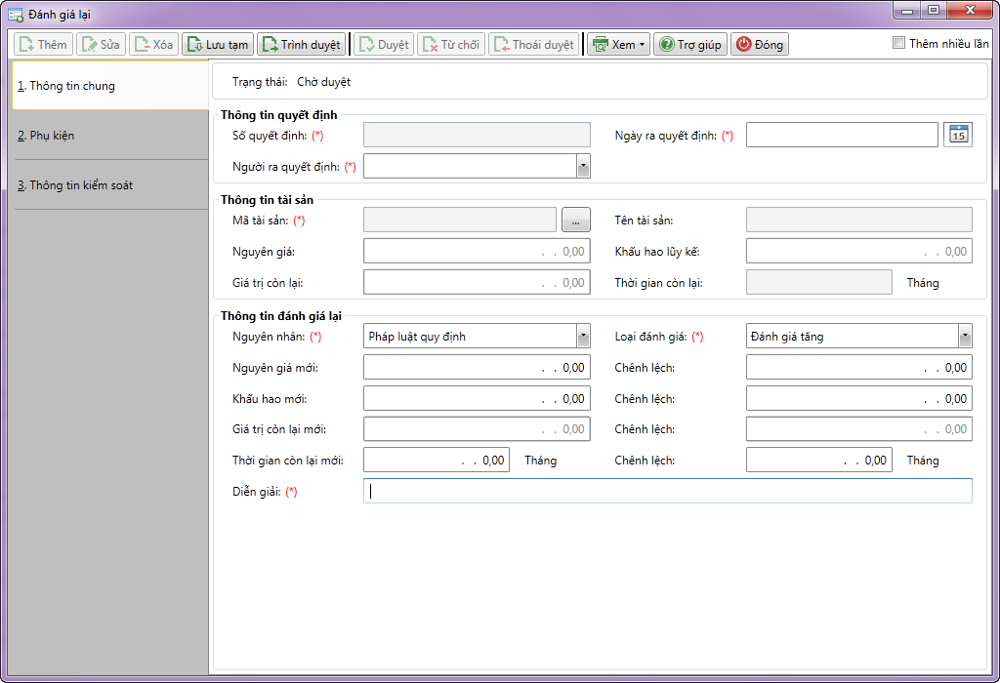 Đánh giá lại
Thêm Sửa Xóa Lưu tạm Trình duyệt Duyệt Từ chối Thoái duyệt Xem Trợ giúp Đóng Thêm nhiều lần
1. Thông tin chung
2. Phụ kiện
3. Thông tin kiểm soát
Trạng thái: Chờ duyệt
Thông tin quyết định
Số quyết định: (*) Ngày ra quyết định: (*) 15
Người ra quyết định: (*)
Thông tin tài sản
Mã tài sản: (*) ... Tên tài sản:
Nguyên giá: . . 0,00 Khấu hao lũy kế: . . 0,00
Giá trị còn lại: . . 0,00 Thời gian còn lại: Tháng
Thông tin đánh giá lại
Nguyên nhân: (*) Pháp luật quy định Loại đánh giá: (*) Đánh giá tăng
Nguyên giá mới: . . 0,00 Chênh lệch: . . 0,00
Khấu hao mới: . . 0,00 Chênh lệch: . . 0,00
Giá trị còn lại mới: . . 0,00 Chênh lệch: . . 0,00
Thời gian còn lại mới: . . 0,00 Tháng Chênh lệch: . . 0,00 Tháng
Diễn giải: (*)